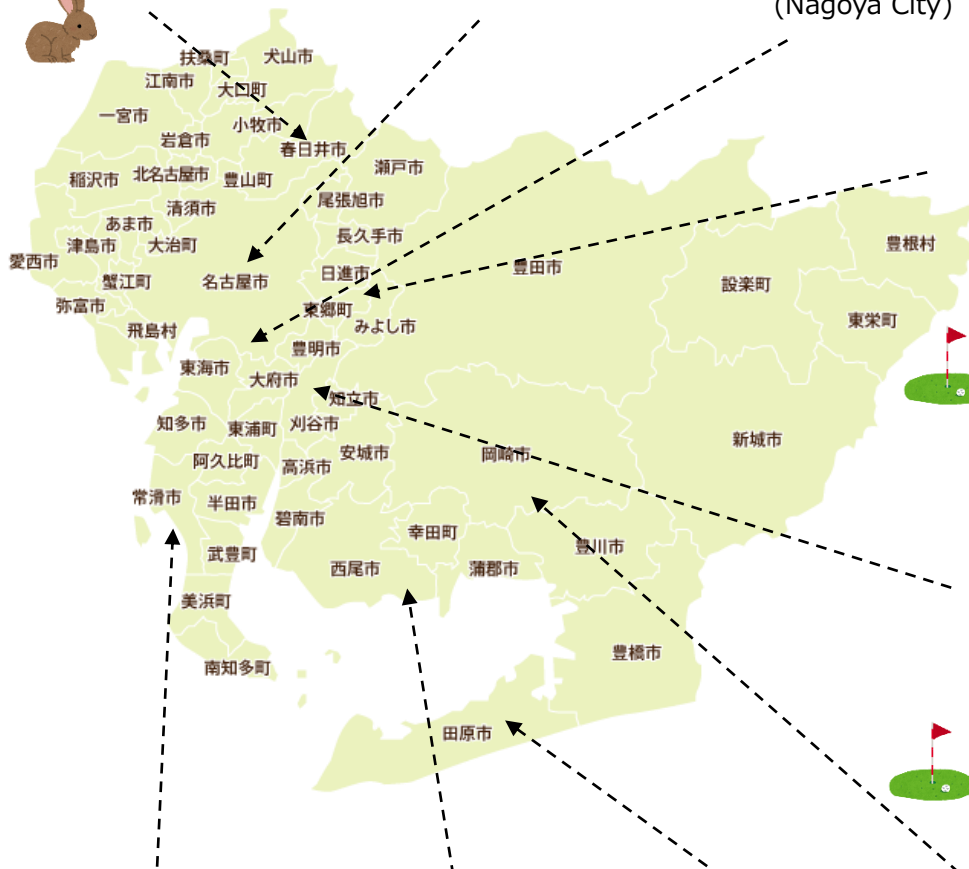 (Nagoya City)
扶桑町
犬山市
江南市
大口町
一宮市
小牧市
岩倉市
春日井市
瀬戸市
稲沢市
北名古屋市
豊山町
尾張旭市
清須市
あま市
長久手市
津島市
大治町
豊根村
愛西市
日進市
豊田市
蟹江町
名古屋市
設楽町
弥富市
東郷町
東栄町
飛島村
みよし市
豊明市
東海市
大府市
知立市
知多市
東浦町
刈谷市
新城市
安城市
岡崎市
阿久比町
高浜市
常滑市
半田市
碧南市
幸田町
豊川市
武豊町
西尾市
蒲郡市
美浜町
豊橋市
南知多町
田原市